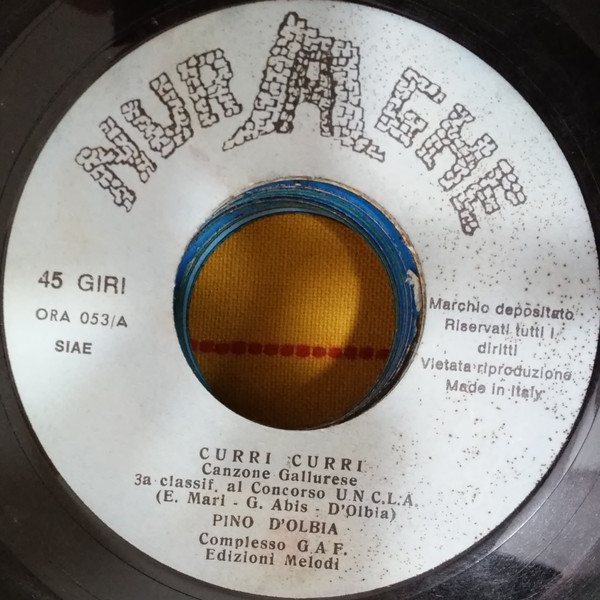 NURAGHE
45 GIRI
ORA 053/A
SIAE
Marchio depositato
Riservati tutti i
diritti
Vietata riproduzione
Made in Italy
CURRI CURRI
Canzone Gallurese
3a classif. al Concorso U N C.L.A
(E. Mari - G. Abis - D'Olbia)
PINO D'OLBIA
Complesso G A F.
Edizioni Melodi